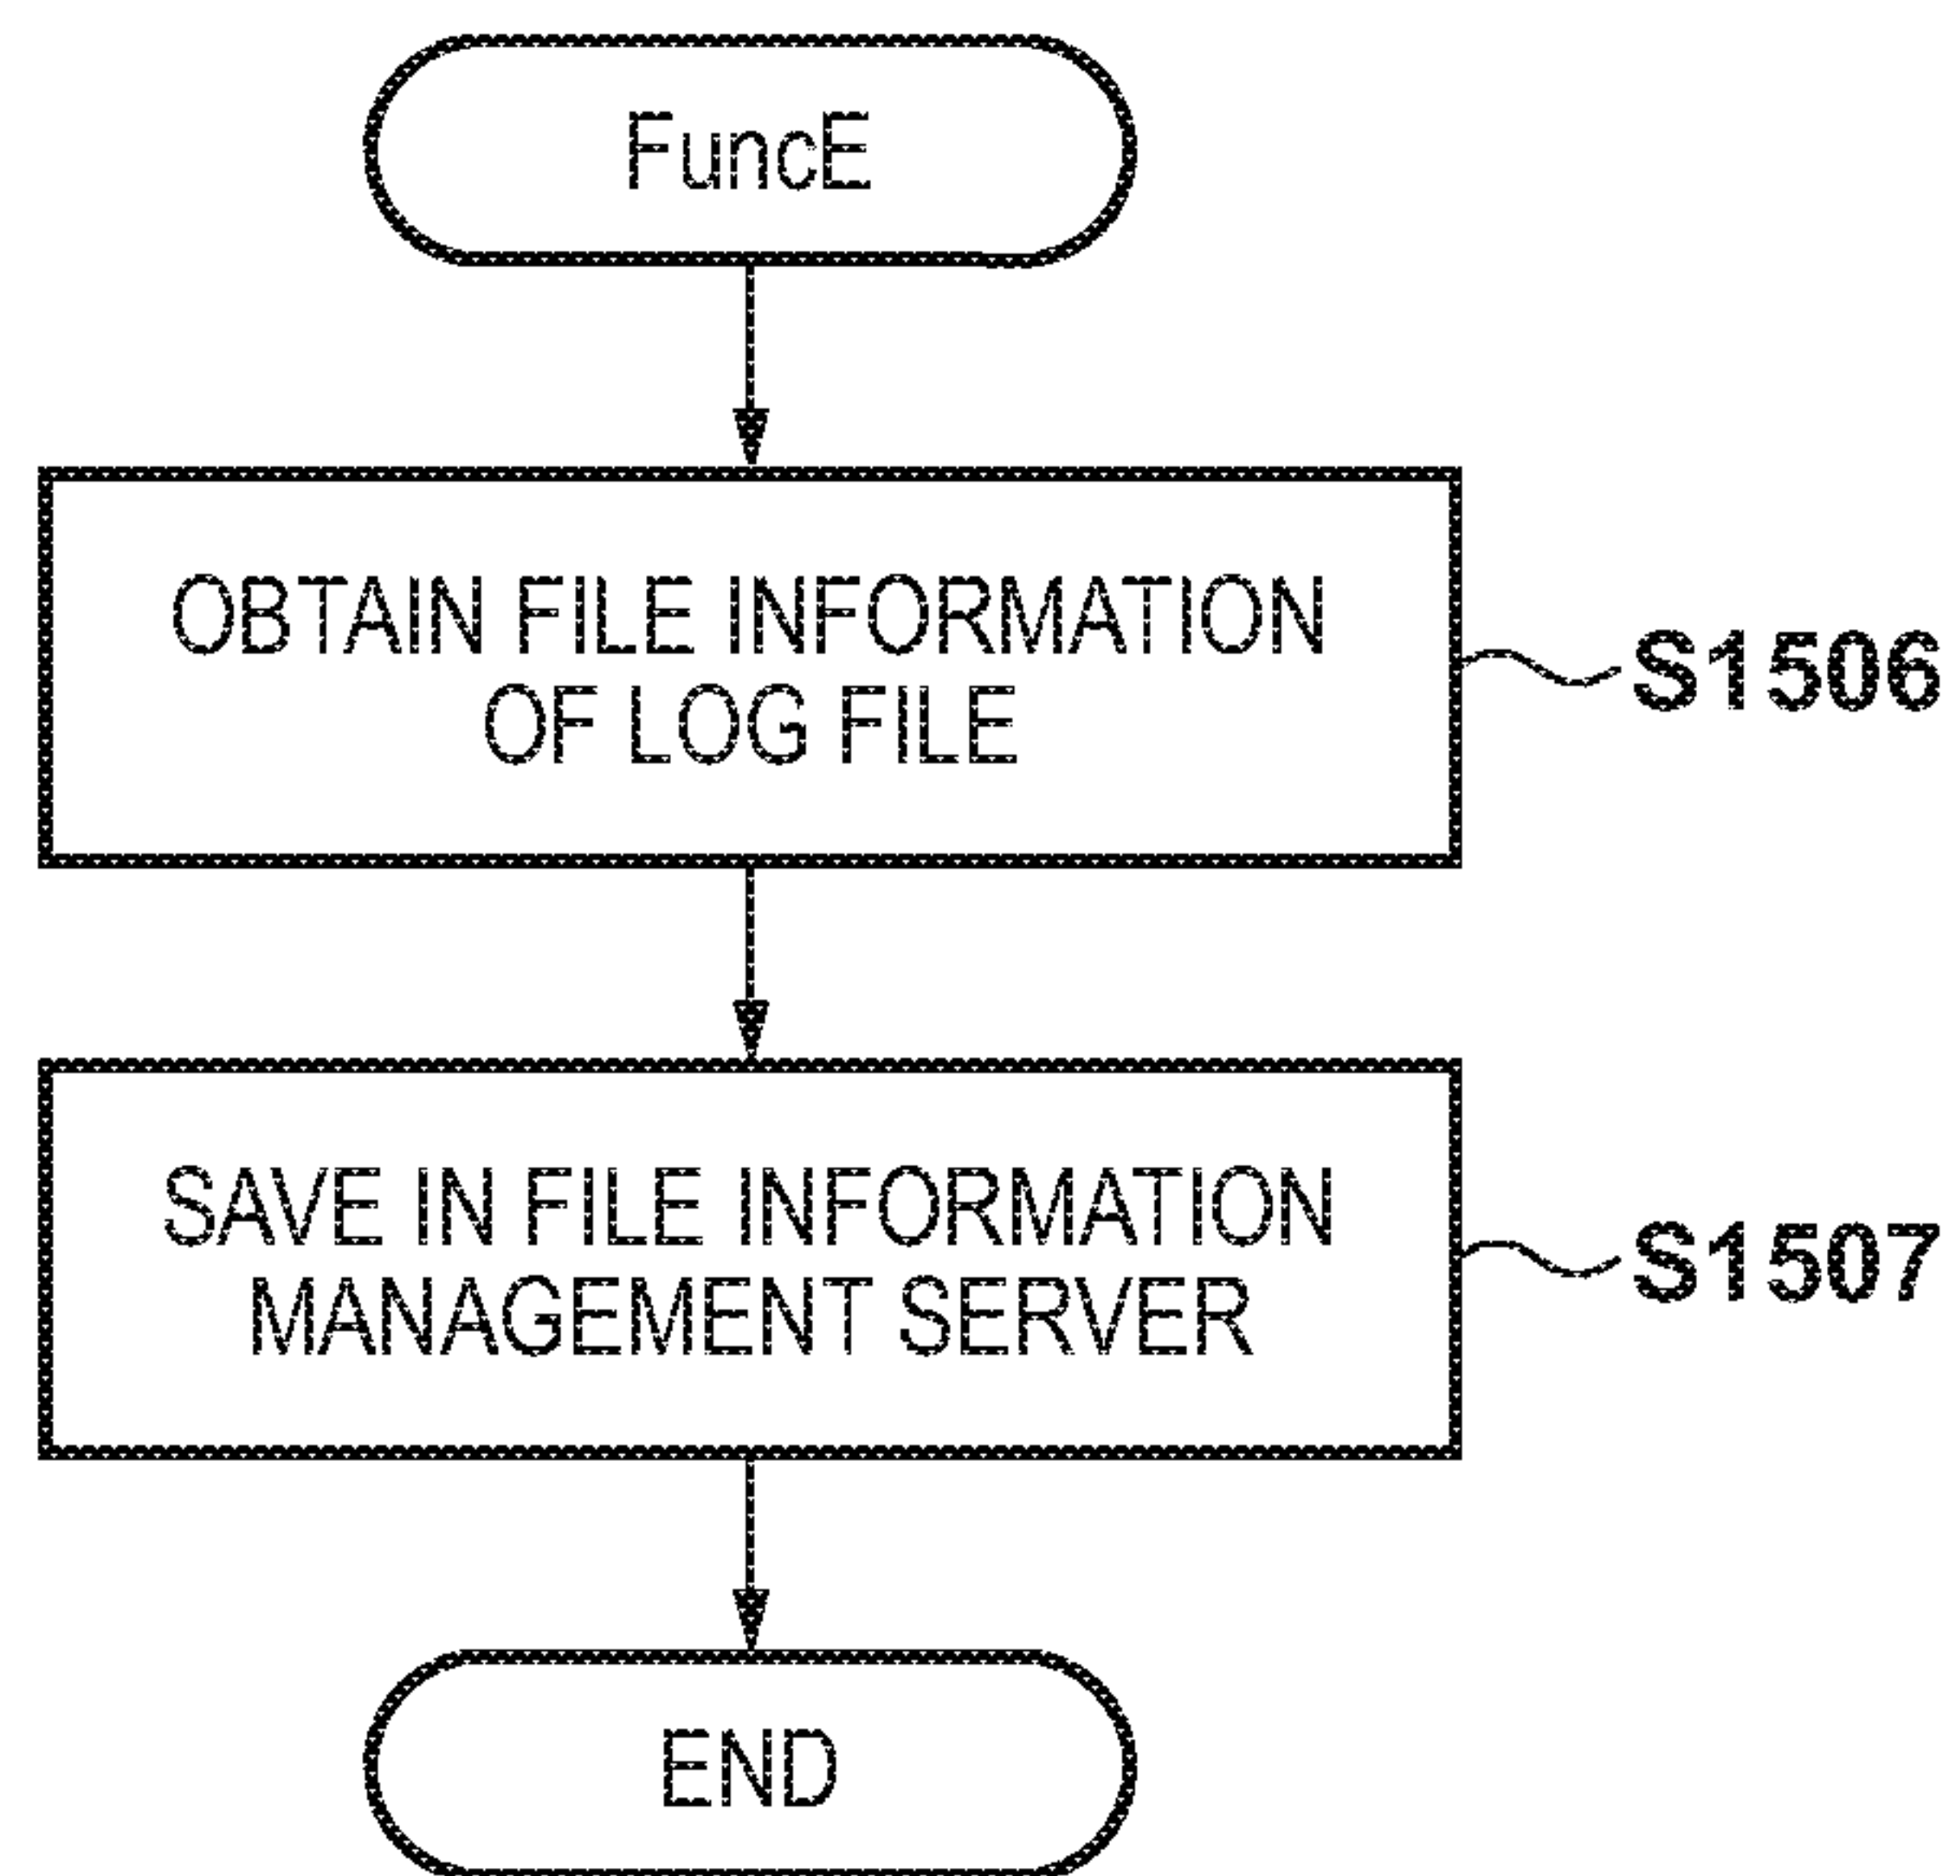 FuncE
OBTAIN FILE INFORMATION
OF LOG FILE
S1506
SAVE IN FILE INFORMATION
MANAGEMENT SERVER
S1507
END